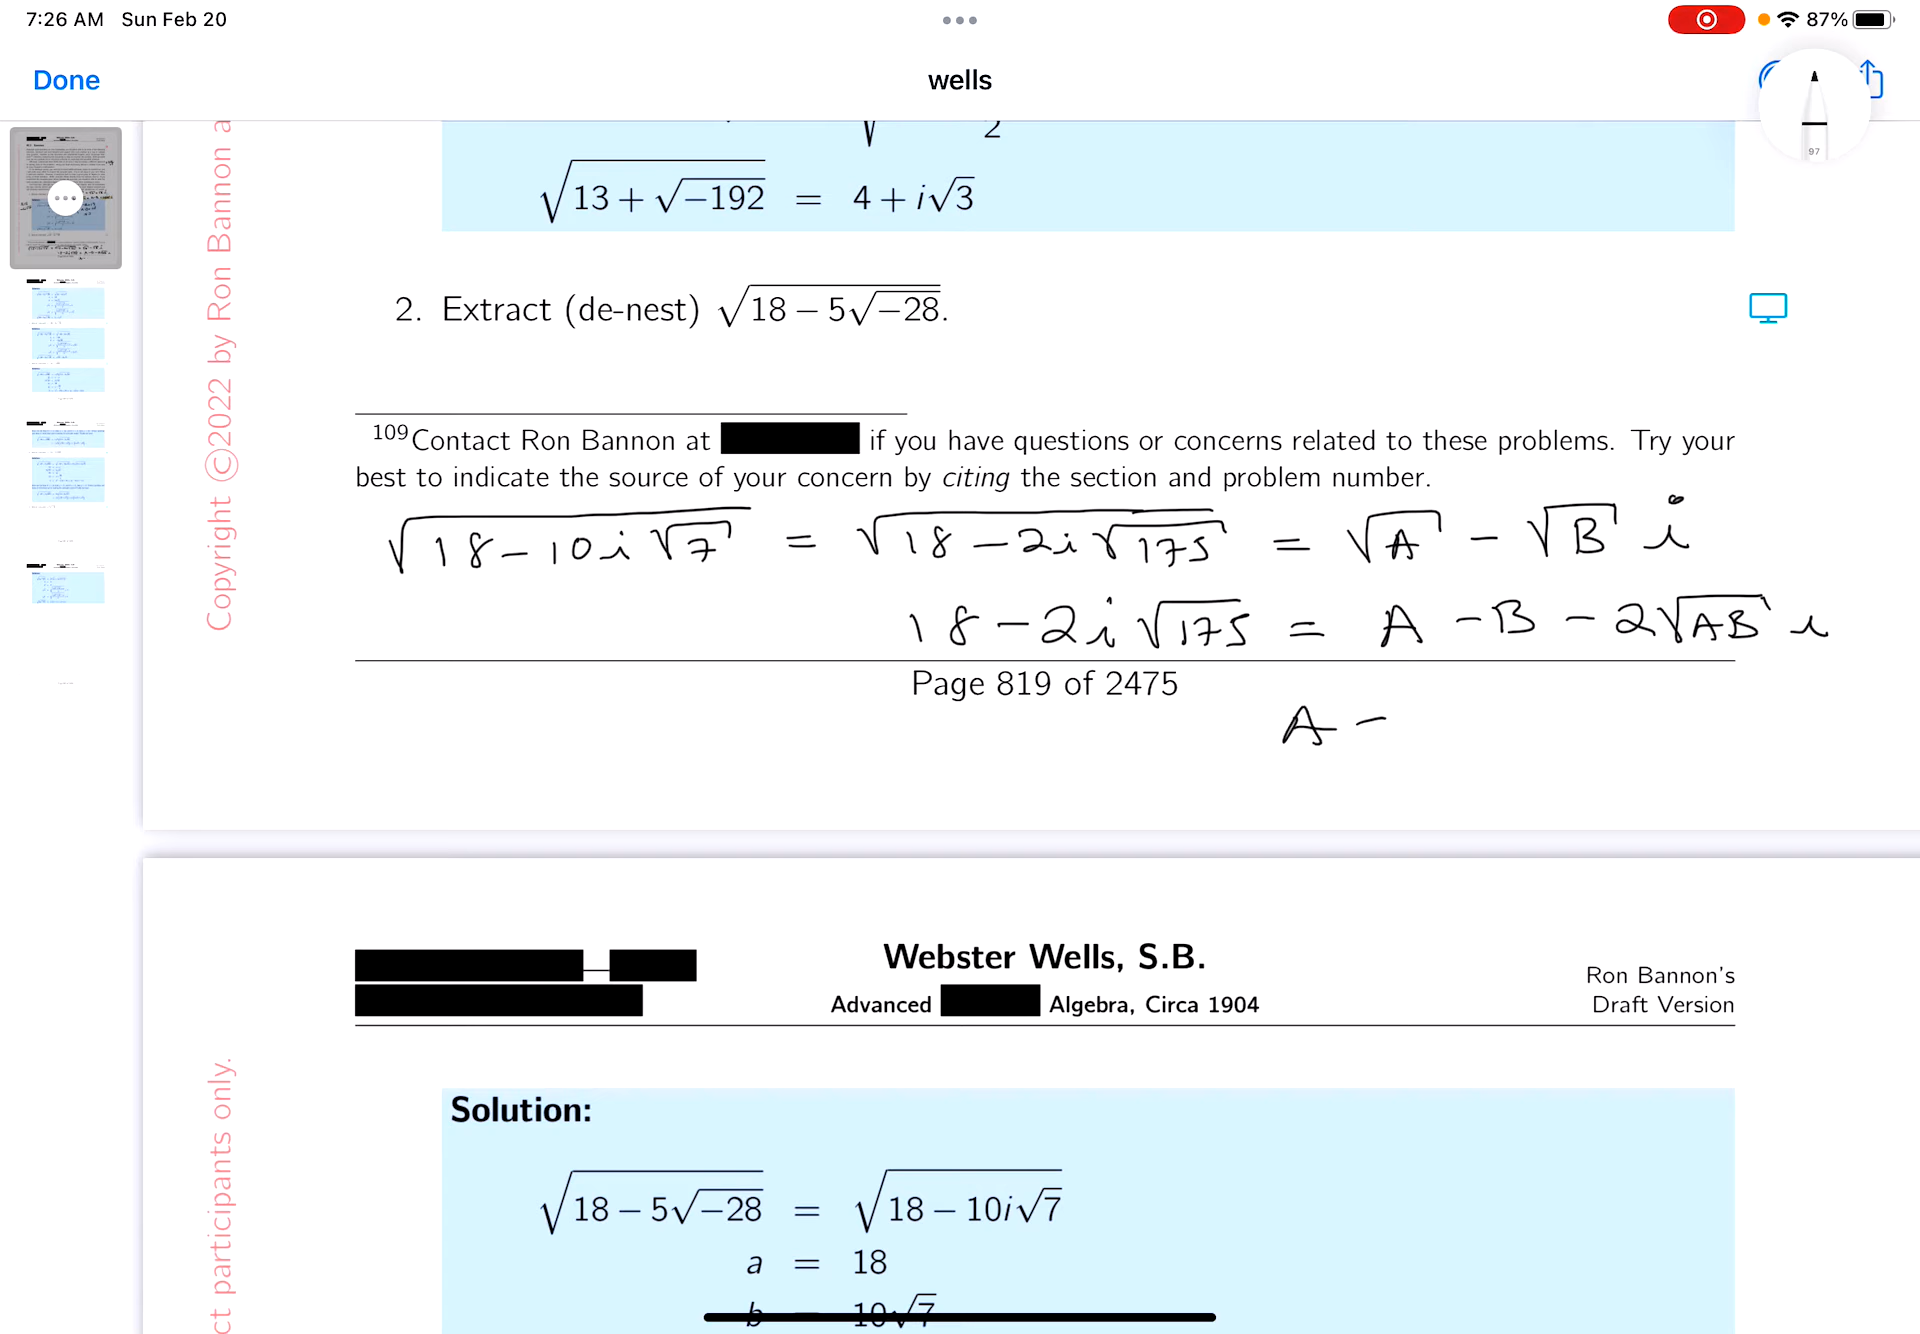 7:26 AM Sun Feb 20
87%
Done
wells
97
2
√(13 + √−192) = 4 + i√3
2. Extract (de-nest) √(18 − 5√−28).
109 Contact Ron Bannon at if you have questions or concerns related to these problems. Try your
best to indicate the source of your concern by citing the section and problem number.
√(18 − 10i√7) = √(18 − 2i√175) = √A − √B i
18 − 2i√175 = A − B − 2√AB i
Page 819 of 2475
A −
Copyright ©2022 by Ron Bannon a
Webster Wells, S.B.
Advanced Algebra, Circa 1904
Ron Bannon's
Draft Version
ct participants only.
Solution:
√(18 − 5√−28) = √(18 − 10i√7)
a = 18
b = 10√7